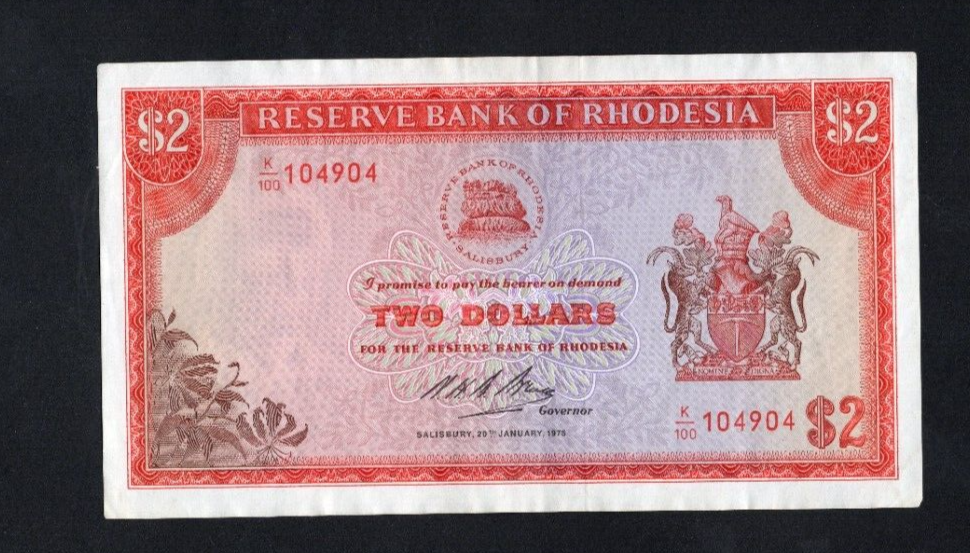 $2
RESERVE BANK OF RHODESIA
$2
K/100 104904
RESERVE BANK OF RHODESIA
SALISBURY
I promise to pay the bearer on demand
TWO DOLLARS
FOR THE RESERVE BANK OF RHODESIA
Governor
SALISBURY, 20TH JANUARY, 1975
K/100 104904 $2